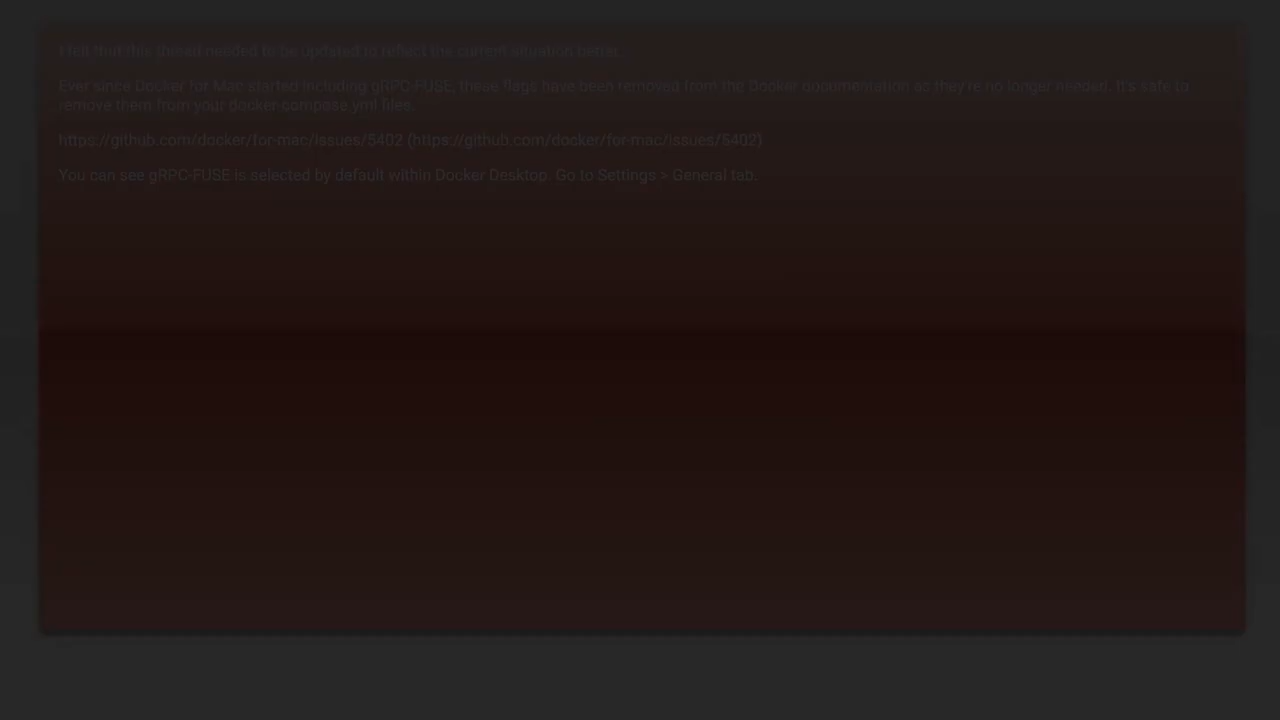 I felt that this thread needed to be updated to reflect the current situation better.
Ever since Docker for Mac started including gRPC-FUSE, these flags have been removed from the Docker documentation as they're no longer needed. It's safe to
remove them from your docker-compose.yml files.
https://github.com/docker/for-mac/issues/5402 (https://github.com/docker/for-mac/issues/5402)
You can see gRPC-FUSE is selected by default within Docker Desktop. Go to Settings > General tab.